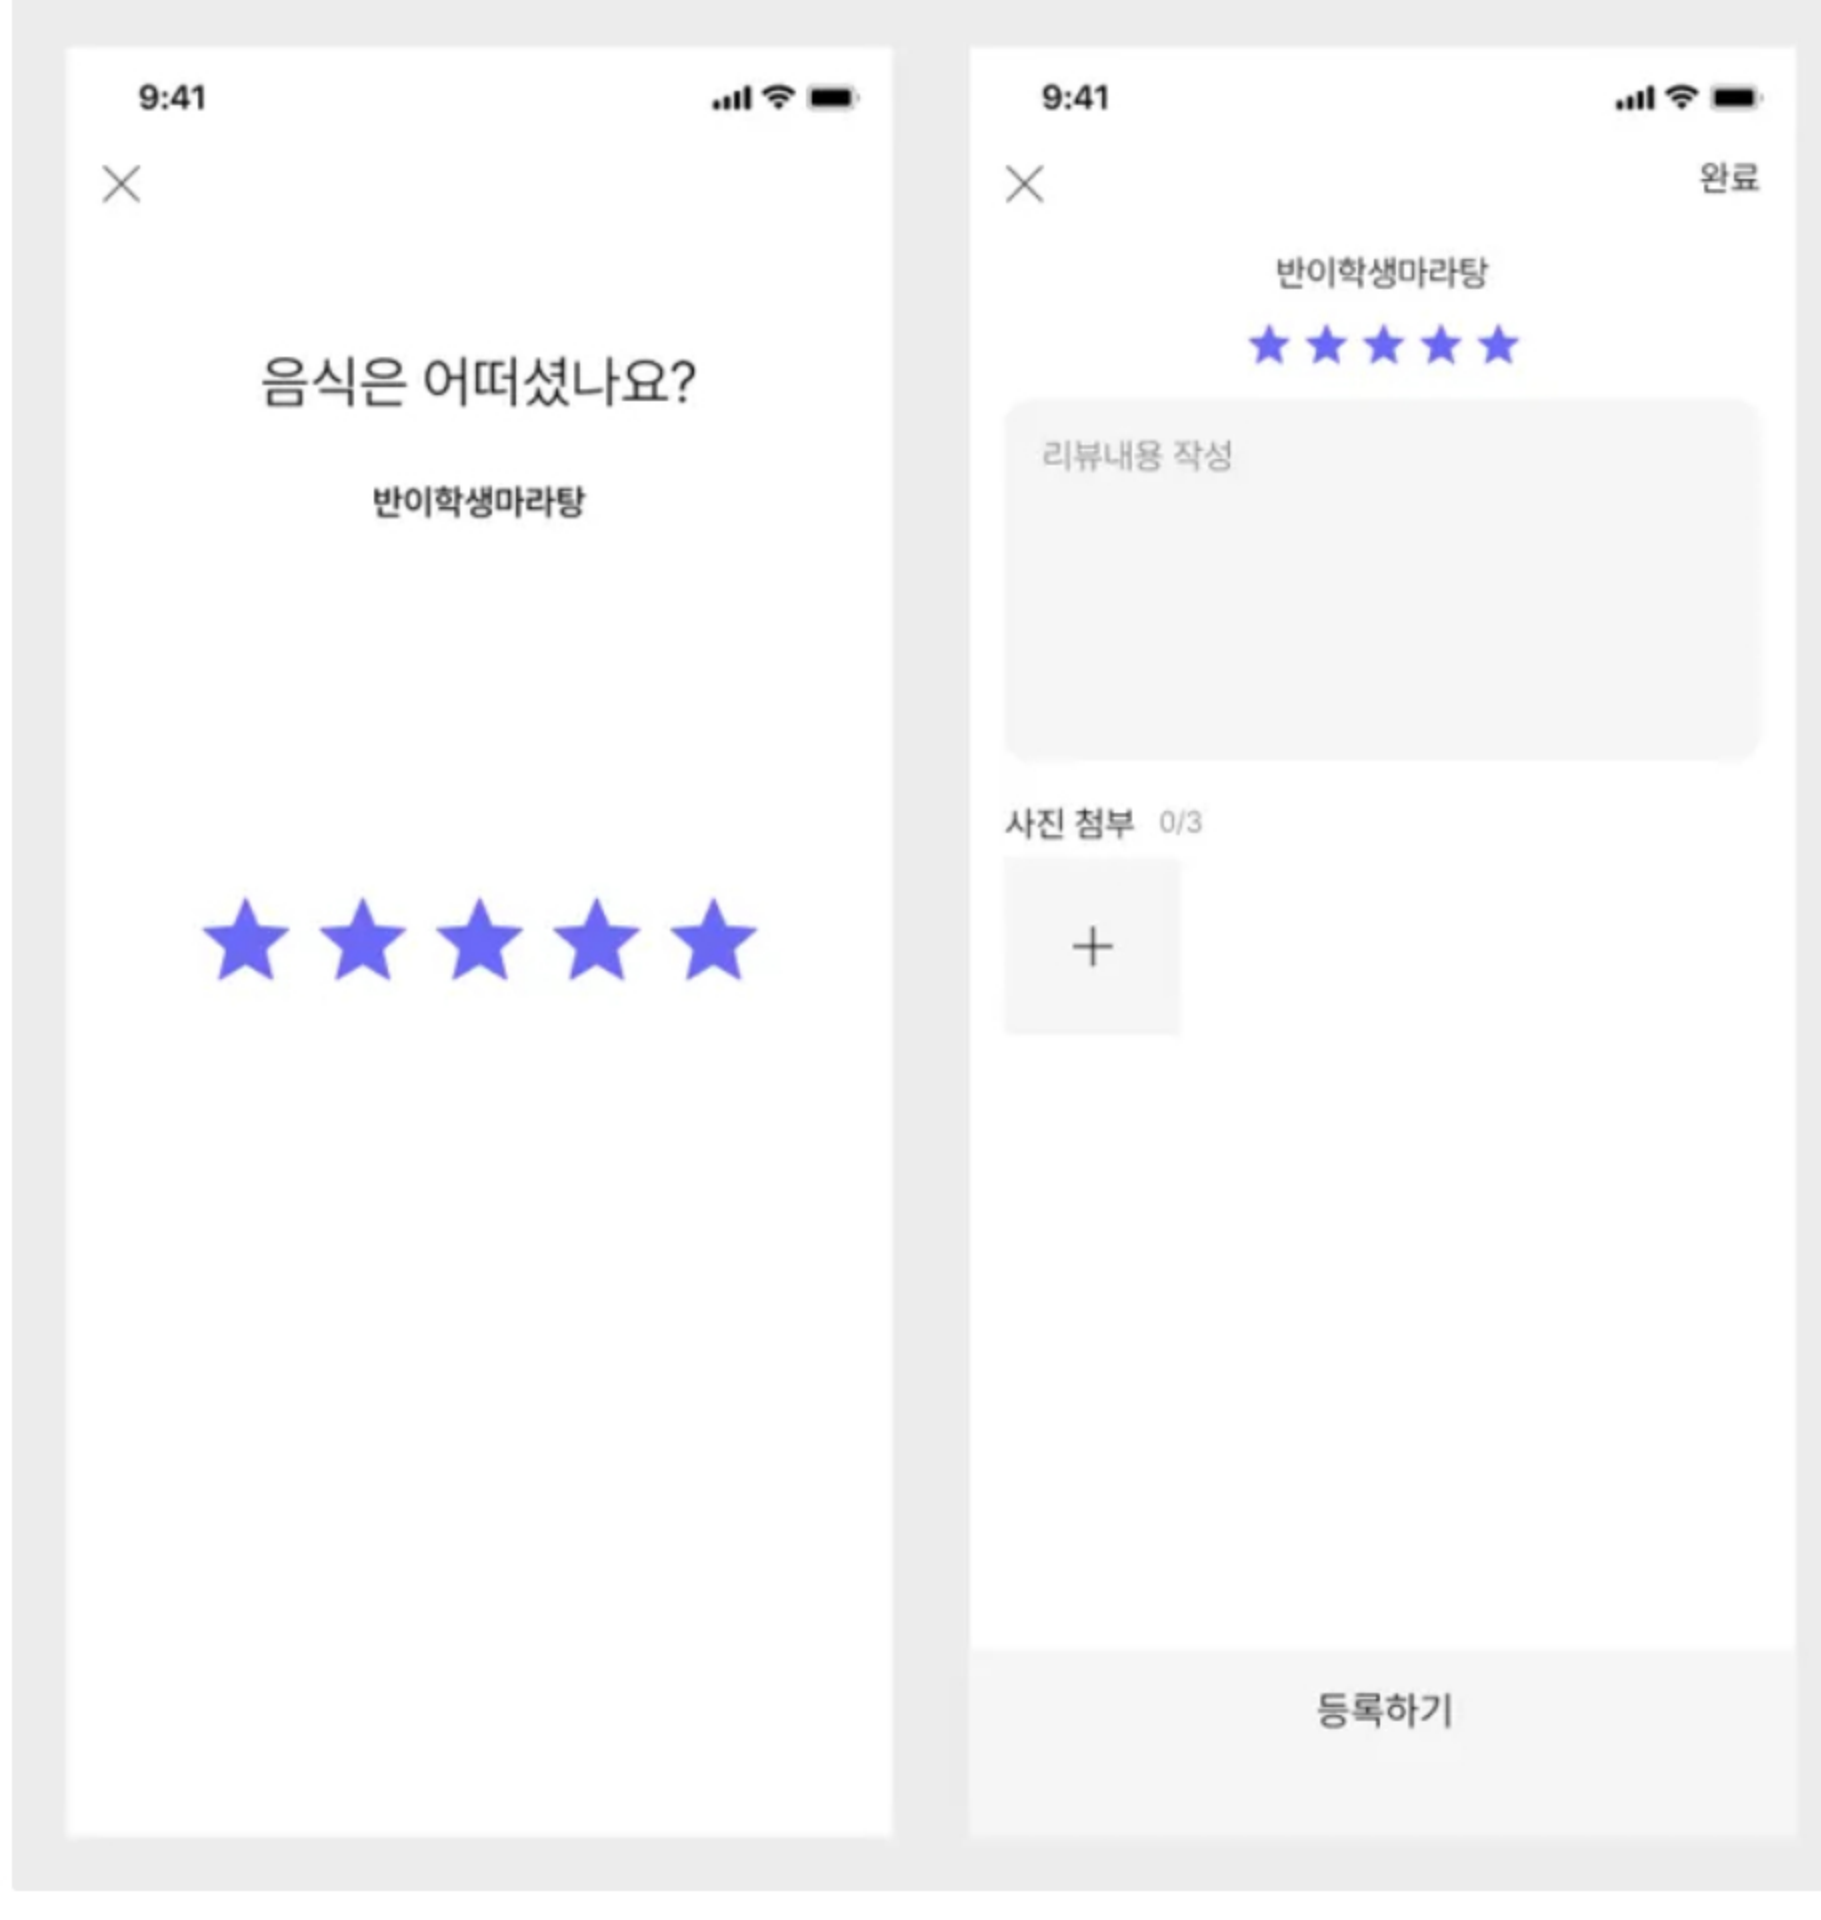 9:41
음식은 어떠셨나요?
반이학생마라탕
9:41
완료
반이학생마라탕
리뷰내용 작성
사진 첨부 0/3
등록하기